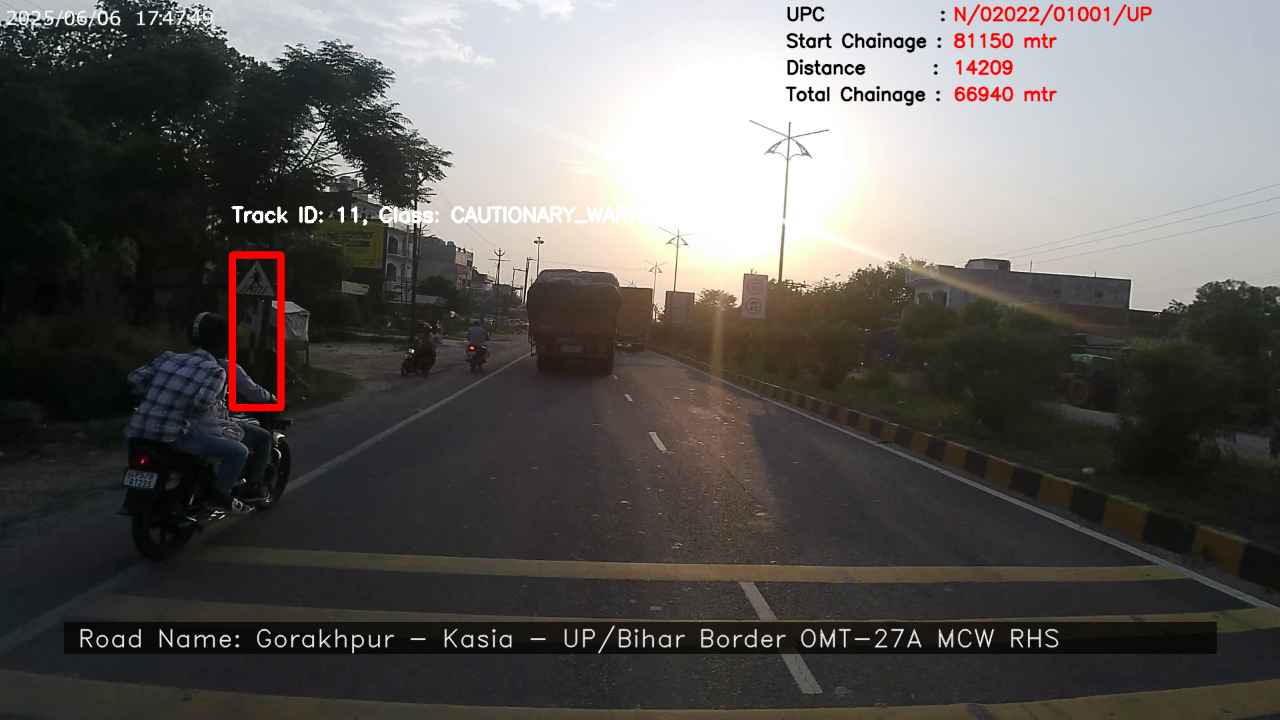 2025/06/06 17:47:49
UPC : N/02022/01001/UP
Start Chainage : 81150 mtr
Distance : 14209
Total Chainage : 66940 mtr
Track ID: 11, Class: CAUTIONARY_WA
Road Name: Gorakhpur - Kasia - UP/Bihar Border OMT-27A MCW RHS